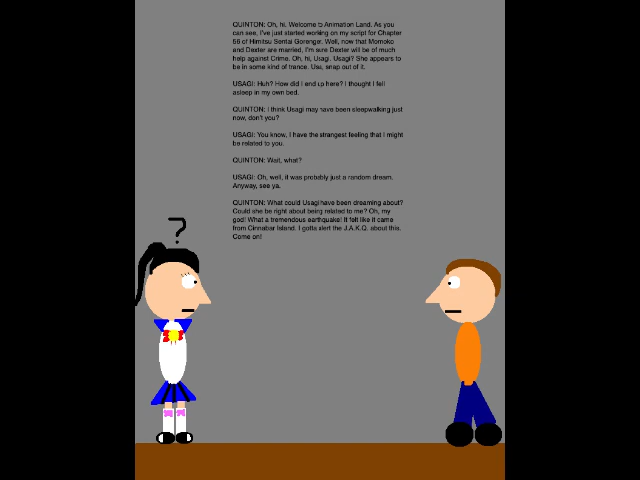 QUINTON: Oh, hi. Welcome to Animation Land. As you
can see, I've just started working on my script for Chapter
56 of Himitsu Sentai Gorenger. Well, now that Momoko
and Dexter are married, I'm sure Dexter will be of much
help against Crime. Oh, hi, Usagi. Usagi? She appears to
be in some kind of trance. Usa, snap out of it.
USAGI: Huh? How did I end up here? I thought I fell
asleep in my own bed.
QUINTON: I think Usagi may have been sleepwalking just
now, don't you?
USAGI: You know, I have the strangest feeling that I might
be related to you.
QUINTON: Wait, what?
USAGI: Oh, well, it was probably just a random dream.
Anyway, see ya.
QUINTON: What could Usagi have been dreaming about?
Could she be right about being related to me? Oh, my
god! What a tremendous earthquake! It felt like it came
from Cinnabar Island. I gotta alert the J.A.K.Q. about this.
Come on!
?